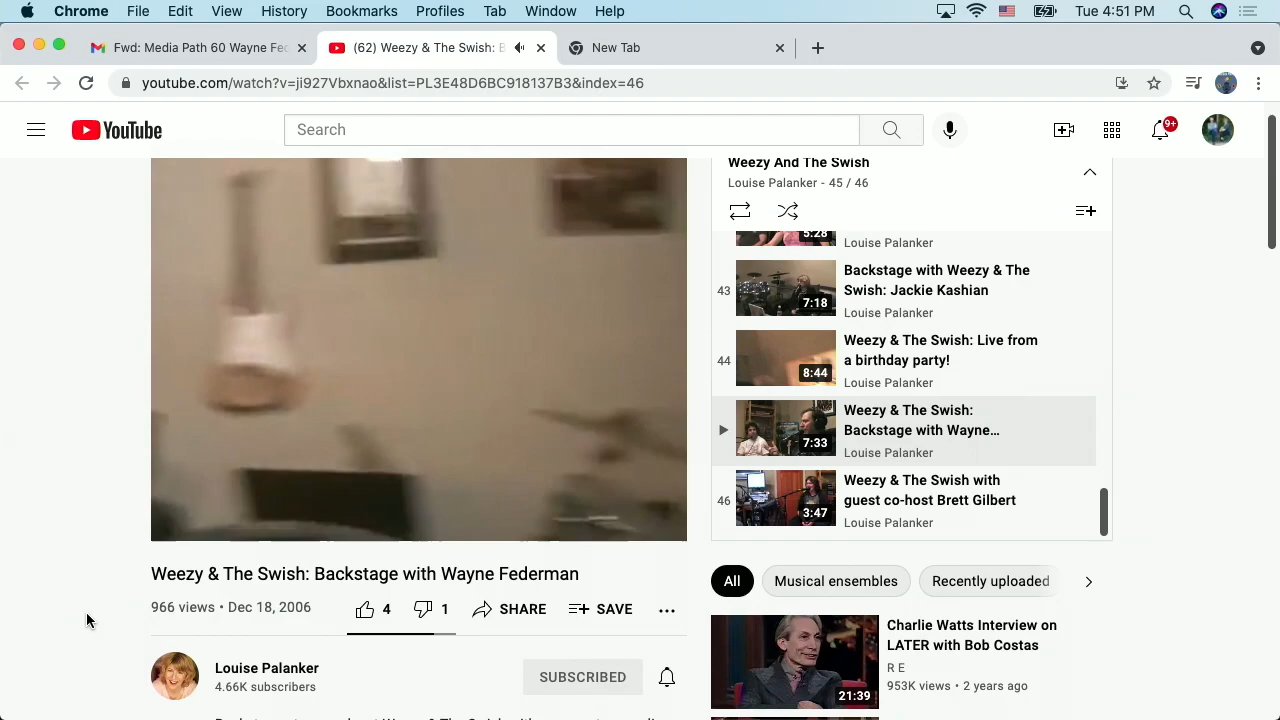 Chrome File Edit View History Bookmarks Profiles Tab Window Help Tue 4:51 PM
Fwd: Media Path 60 Wayne Fed
(62) Weezy & The Swish: B
New Tab
youtube.com/watch?v=ji927Vbxnao&list=PL3E48D6BC918137B3&index=46
YouTube
Search
9+
Weezy And The Swish
Louise Palanker - 45 / 46
5:28
Louise Palanker
43
7:18
Backstage with Weezy & The
Swish: Jackie Kashian
Louise Palanker
44
8:44
Weezy & The Swish: Live from
a birthday party!
Louise Palanker
7:33
Weezy & The Swish:
Backstage with Wayne…
Louise Palanker
46
3:47
Weezy & The Swish with
guest co-host Brett Gilbert
Louise Palanker
Weezy & The Swish: Backstage with Wayne Federman
966 views • Dec 18, 2006
4
1
SHARE
SAVE
Louise Palanker
4.66K subscribers
SUBSCRIBED
All
Musical ensembles
Recently uploaded
21:39
Charlie Watts Interview on
LATER with Bob Costas
R E
953K views • 2 years ago